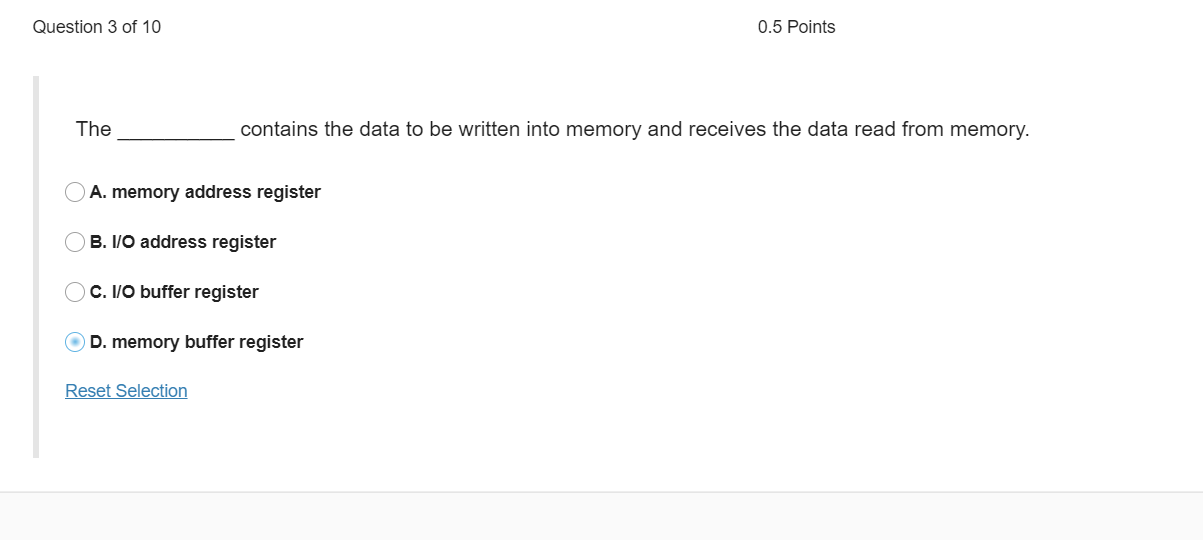 Question 3 of 10
0.5 Points
The __________ contains the data to be written into memory and receives the data read from memory.
A. memory address register
B. I/O address register
C. I/O buffer register
D. memory buffer register
Reset Selection